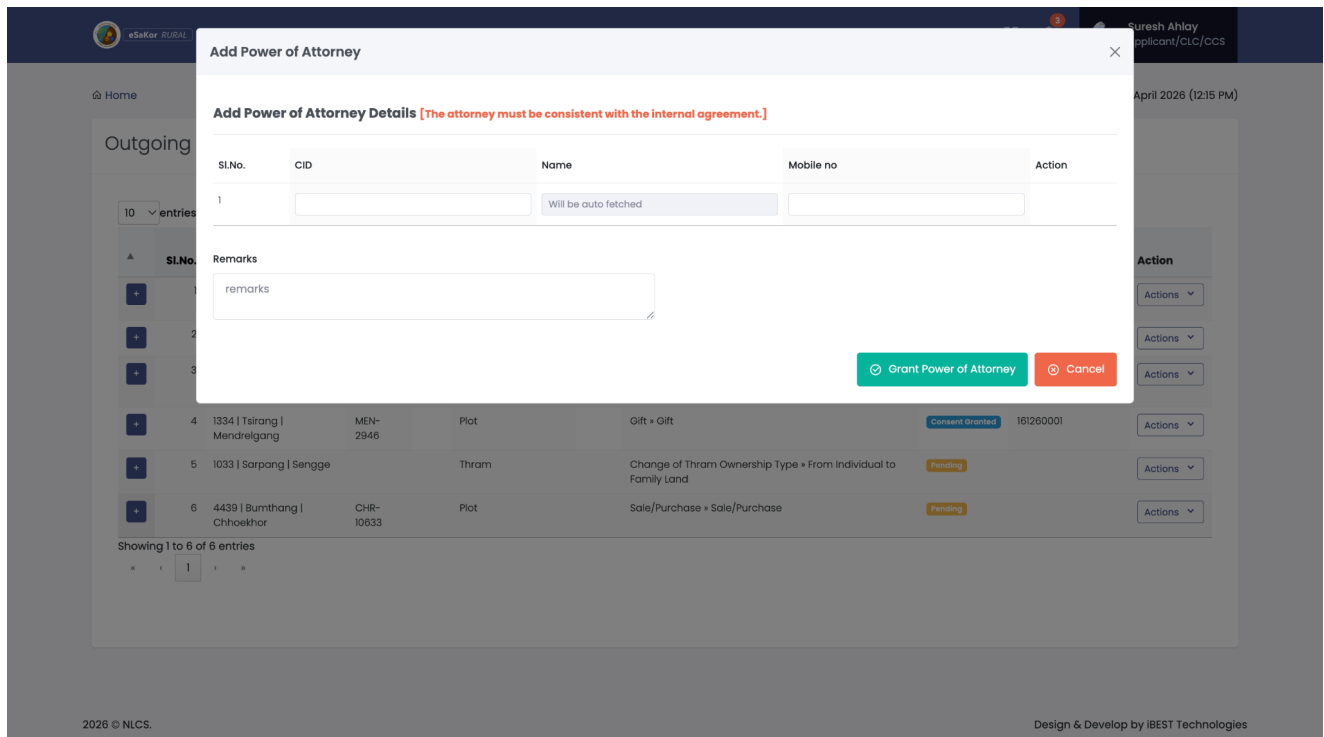 eSaKor RURAL
3
Suresh Ahlay
pplicant/CLC/CCS
Add Power of Attorney
Home
April 2026 (12:15 PM)
Add Power of Attorney Details [The attorney must be consistent with the internal agreement.]
Outgoing
Sl.No. CID Name Mobile no Action
1 Will be auto fetched
10 entries
Sl.No. Action
Remarks
remarks
1 Actions
2 Actions
3 Actions
Grant Power of Attorney Cancel
4 1334 | Tsirang | Mendrelgang MEN-2946 Plot Gift » Gift Consent Granted 161260001 Actions
5 1033 | Sarpang | Sengge Thram Change of Thram Ownership Type » From Individual to Family Land Pending Actions
6 4439 | Bumthang | Chhoekhor CHR-10633 Plot Sale/Purchase » Sale/Purchase Pending Actions
Showing 1 to 6 of 6 entries
« ‹ 1 › »
2026 © NLCS. Design & Develop by iBEST Technologies